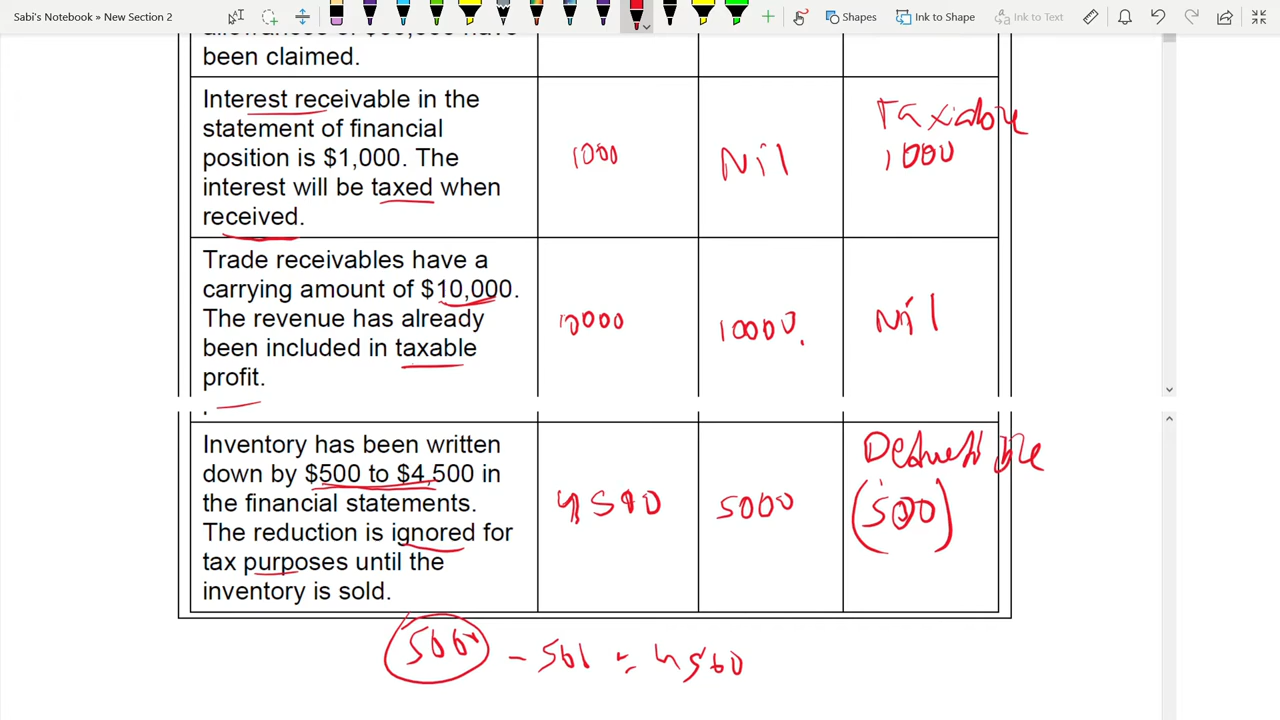 Sabi's Notebook » New Section 2
Shapes
Ink to Shape
Ink to Text
been claimed.
Interest receivable in the
statement of financial
position is $1,000. The
interest will be taxed when
received.
1000
Nil
Taxable
1000
Trade receivables have a
carrying amount of $10,000.
The revenue has already
been included in taxable
profit.
10000
10000
Nil
Inventory has been written
down by $500 to $4,500 in
the financial statements.
The reduction is ignored for
tax purposes until the
inventory is sold.
4500
5000
Deductible
(500)
5000 - 500 = 4500